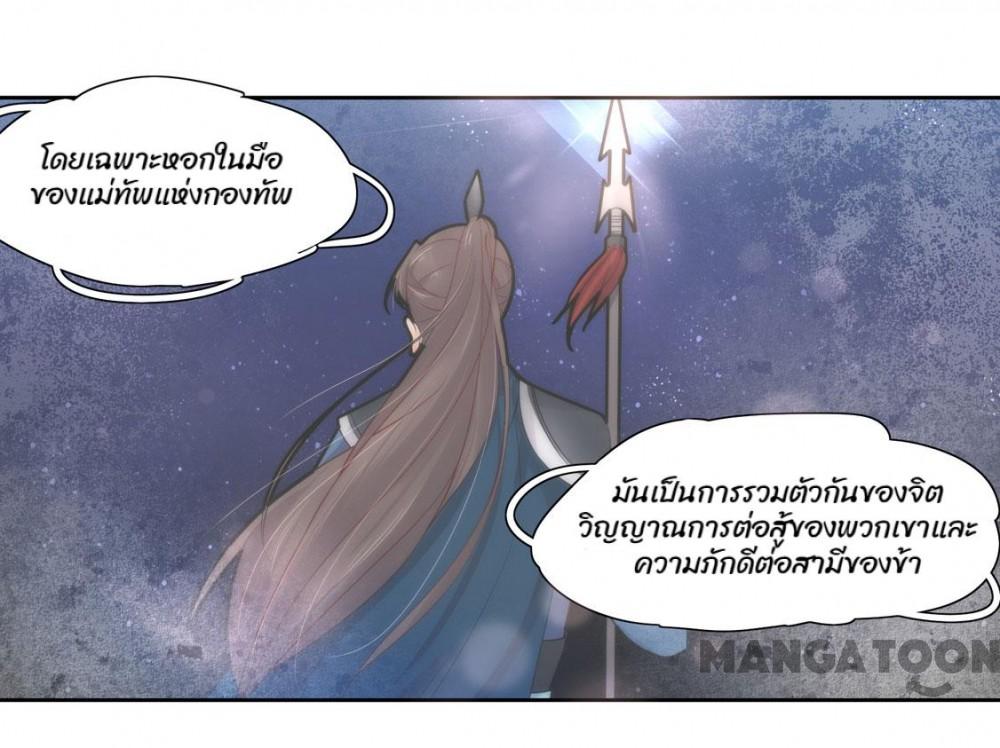 โดยเฉพาะหอกในมือ
ของแม่ทัพแห่งกองทัพ
มันเป็นการรวมตัวกันของจิต
วิญญาณการต่อสู้ของพวกเขาและ
ความภักดีต่อสามีของข้า
MANGATOON